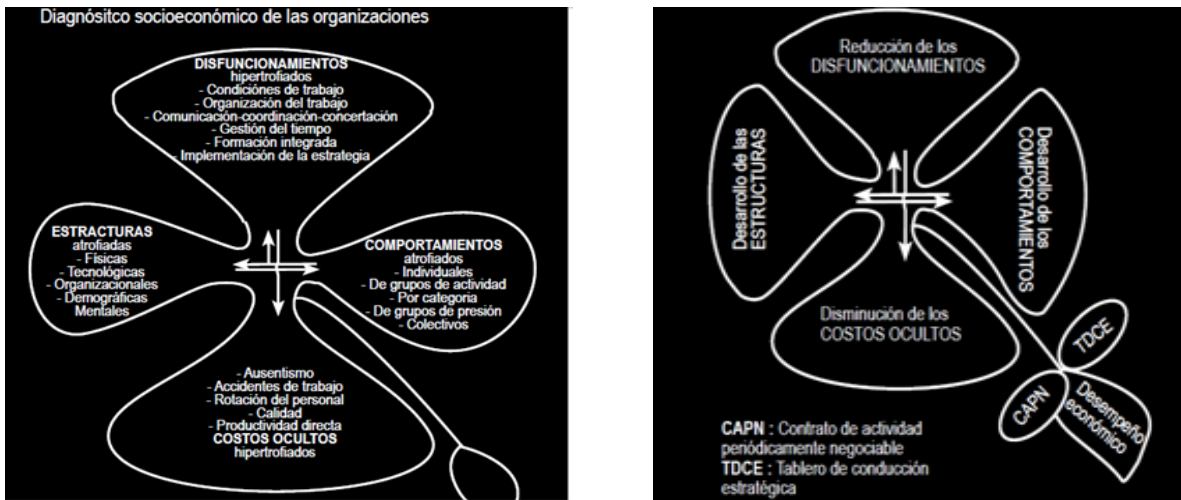 Diagnósitco socioeconómico de las organizaciones
DISFUNCIONAMIENTOS
hipertrofiados
- Condiciónes de trabajo
- Organización del trabajo
- Comunicación-coordinación-concertación
- Gestión del tiempo
- Formación integrada
- Implementación de la estrategia
ESTRACTURAS
atrofiadas
- Físicas
- Tecnológicas
- Organizacionales
- Demográficas
Mentales
COMPORTAMIENTOS
atrofiados
- Individuales
- De grupos de actividad
- Por categoria
- De grupos de presión
- Colectivos
- Ausentismo
- Accidentes de trabajo
- Rotación del personal
- Calidad
- Productividad directa
COSTOS OCULTOS
hipertrofiados
Reducción de los
DISFUNCIONAMIENTOS
Desarrollo de las
ESTRUCTURAS
Desarrollo de los
COMPORTAMIENTOS
Disminución de los
COSTOS OCULTOS
TDCE
CAPN
Desempeño
económico
CAPN : Contrato de actividad
periódicamente negociable
TDCE : Tablero de conducción
estratégica